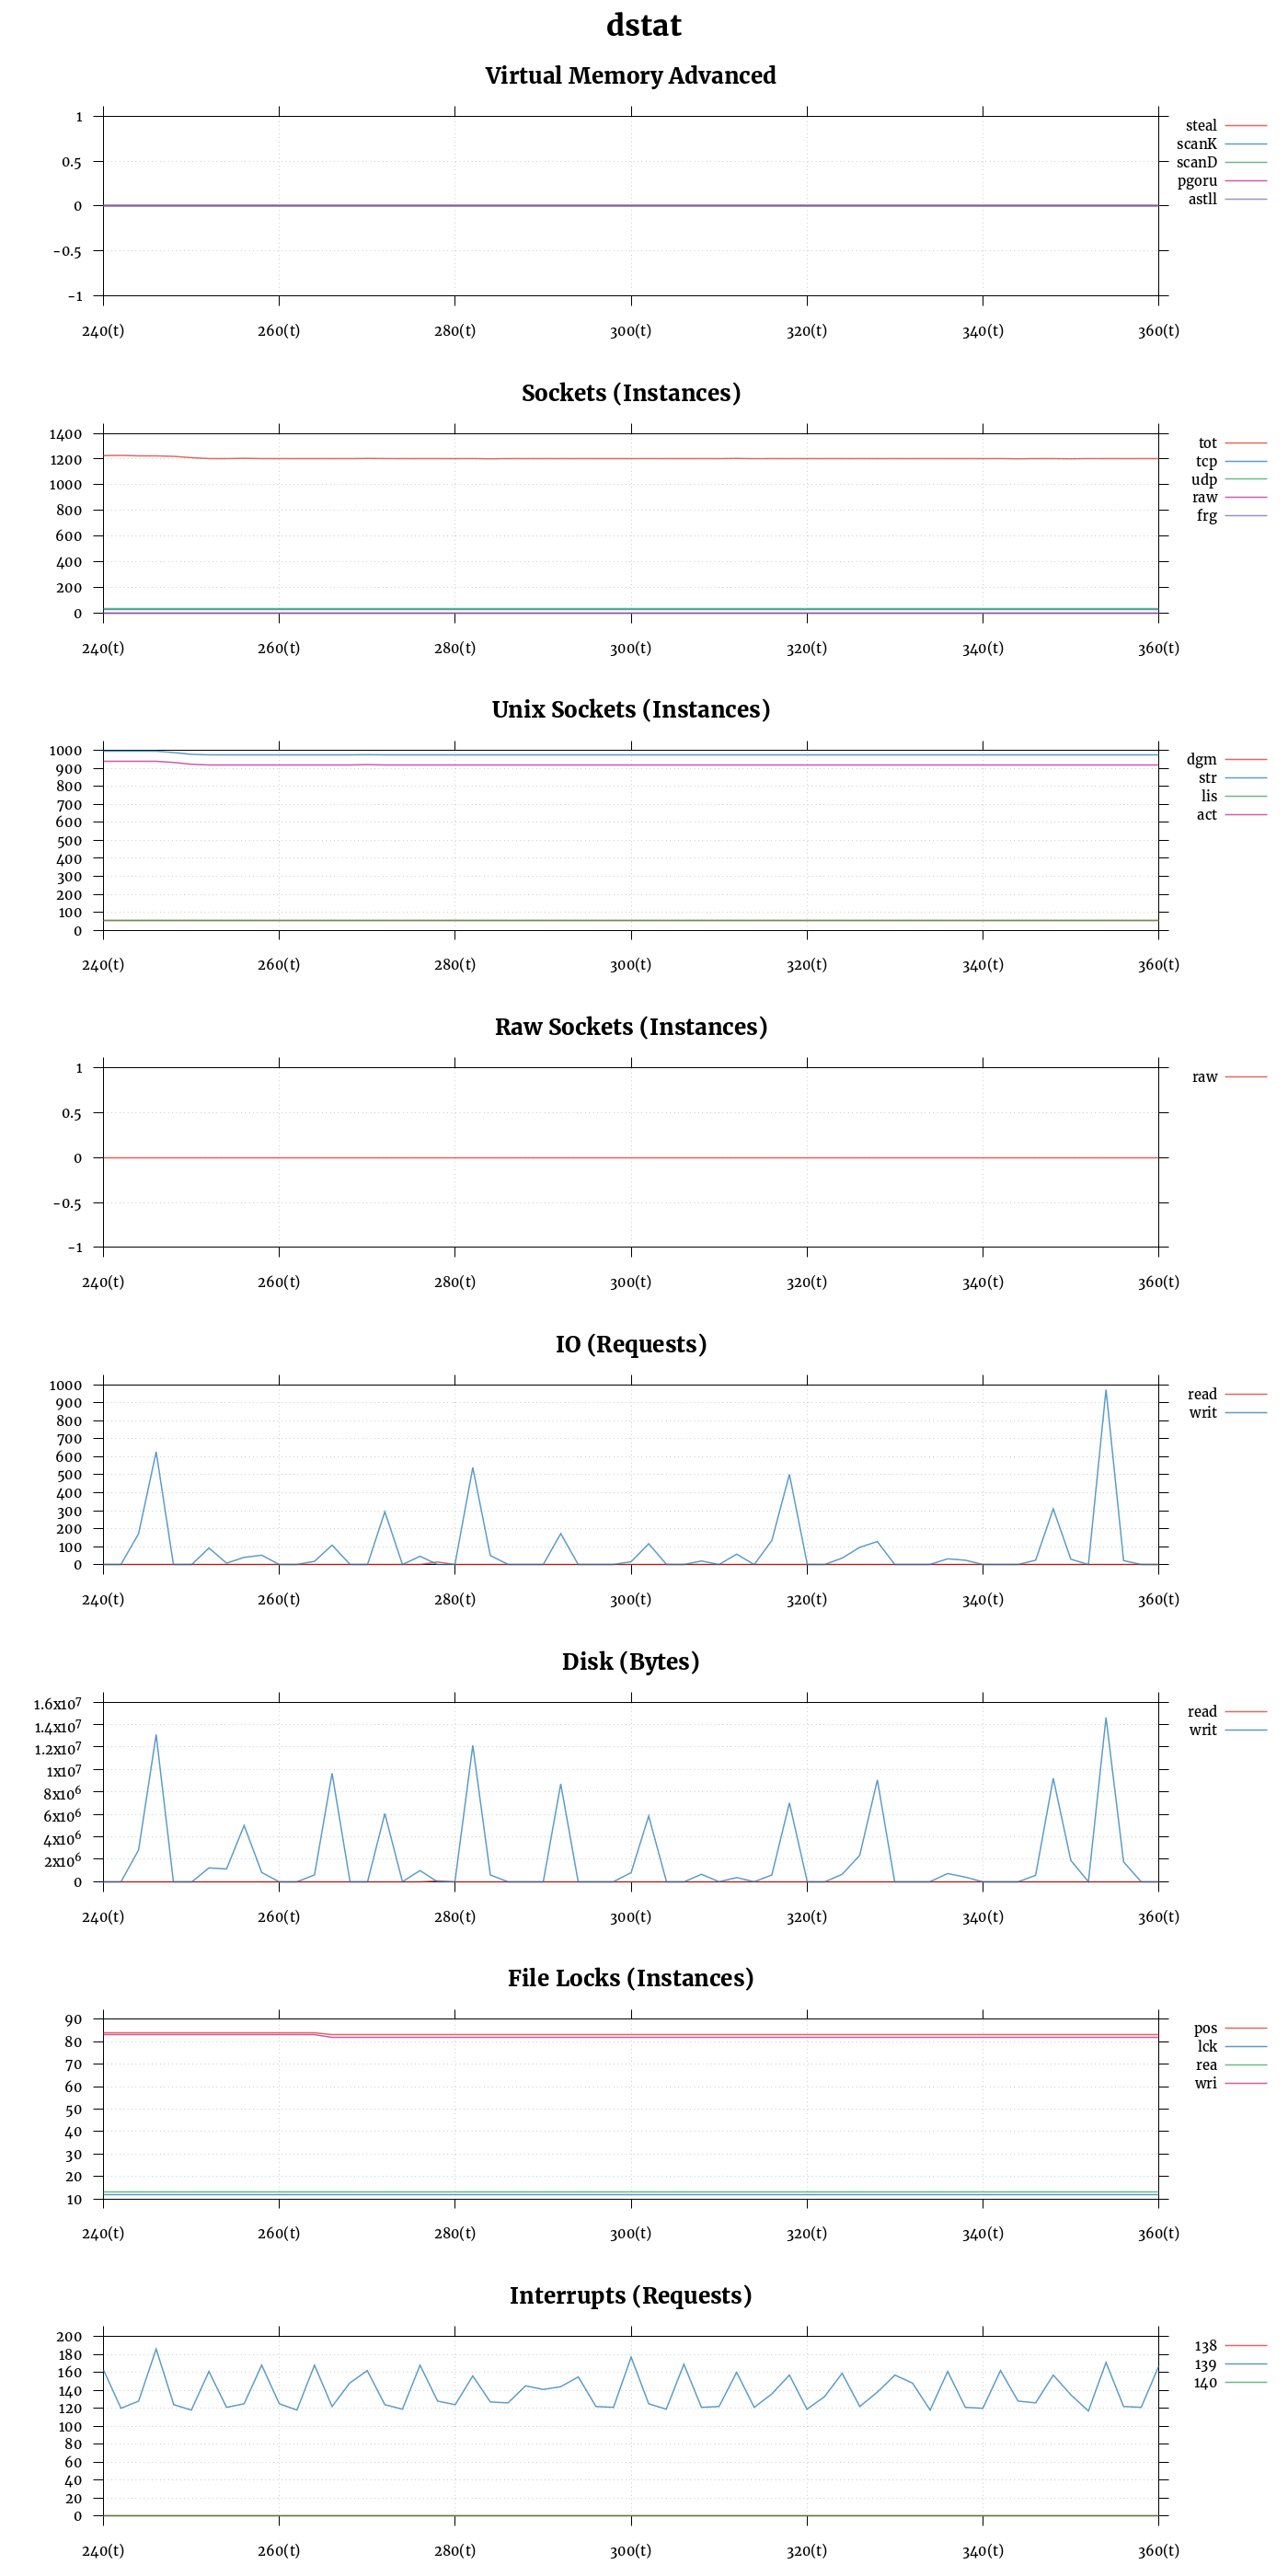 dstat
Virtual Memory Advanced
1
0.5
0
-0.5
-1
240(t) 260(t) 280(t) 300(t) 320(t) 340(t) 360(t)
steal
scanK
scanD
pgoru
astll
Sockets (Instances)
1400
1200
1000
800
600
400
200
0
240(t) 260(t) 280(t) 300(t) 320(t) 340(t) 360(t)
tot
tcp
udp
raw
frg
Unix Sockets (Instances)
1000
900
800
700
600
500
400
300
200
100
0
240(t) 260(t) 280(t) 300(t) 320(t) 340(t) 360(t)
dgm
str
lis
act
Raw Sockets (Instances)
1
0.5
0
-0.5
-1
240(t) 260(t) 280(t) 300(t) 320(t) 340(t) 360(t)
raw
IO (Requests)
1000
900
800
700
600
500
400
300
200
100
0
240(t) 260(t) 280(t) 300(t) 320(t) 340(t) 360(t)
read
writ
Disk (Bytes)
1.6x10⁷
1.4x10⁷
1.2x10⁷
1x10⁷
8x10⁶
6x10⁶
4x10⁶
2x10⁶
0
240(t) 260(t) 280(t) 300(t) 320(t) 340(t) 360(t)
read
writ
File Locks (Instances)
90
80
70
60
50
40
30
20
10
240(t) 260(t) 280(t) 300(t) 320(t) 340(t) 360(t)
pos
lck
rea
wri
Interrupts (Requests)
200
180
160
140
120
100
80
60
40
20
0
240(t) 260(t) 280(t) 300(t) 320(t) 340(t) 360(t)
138
139
140